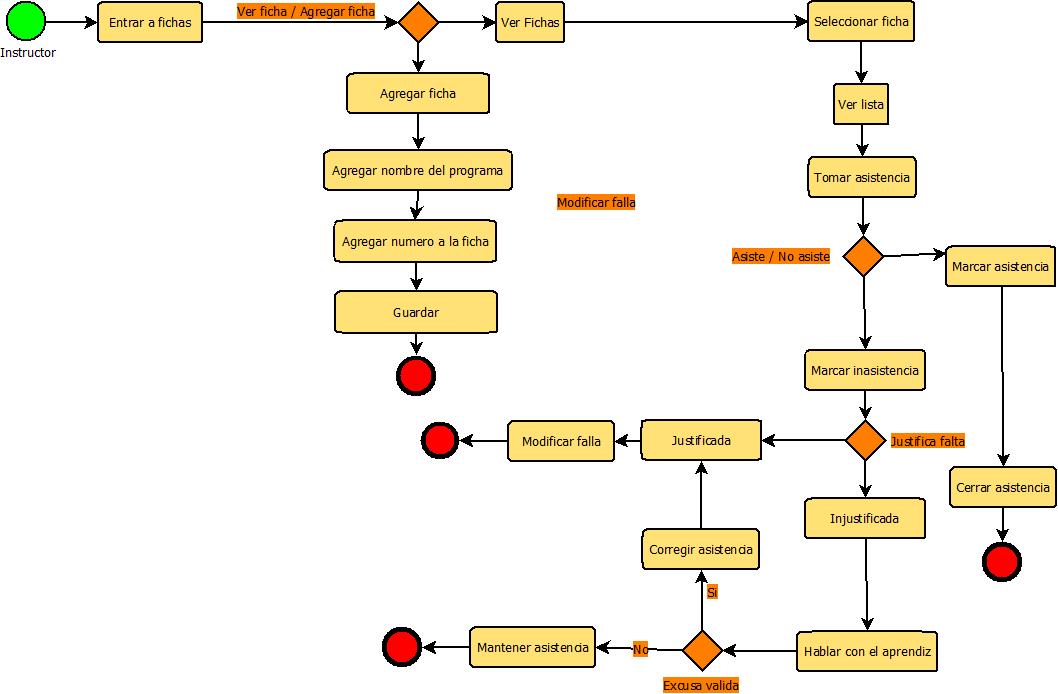 Entrar a fichas
Ver ficha / Agregar ficha
Ver Fichas
Seleccionar ficha
Instructor
Agregar ficha
Ver lista
Agregar nombre del programa
Tomar asistencia
Modificar falla
Agregar numero a la ficha
Asiste / No asiste
Marcar asistencia
Guardar
Marcar inasistencia
Modificar falla
Justificada
Justifica falta
Cerrar asistencia
Injustificada
Corregir asistencia
Si
Mantener asistencia
No
Hablar con el aprendiz
Excusa valida